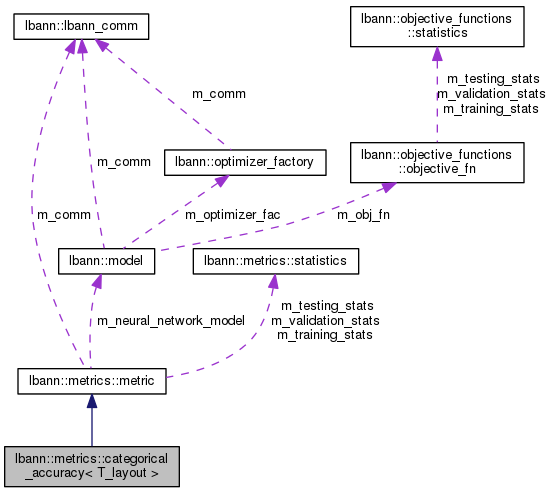 lbann::lbann_comm
lbann::objective_functions
::statistics
m_testing_stats
m_validation_stats
m_training_stats
m_comm
lbann::optimizer_factory
lbann::objective_functions
::objective_fn
m_comm
m_comm
m_optimizer_fac
m_obj_fn
lbann::model
lbann::metrics::statistics
m_neural_network_model
m_testing_stats
m_validation_stats
m_training_stats
lbann::metrics::metric
lbann::metrics::categorical
_accuracy< T_layout >